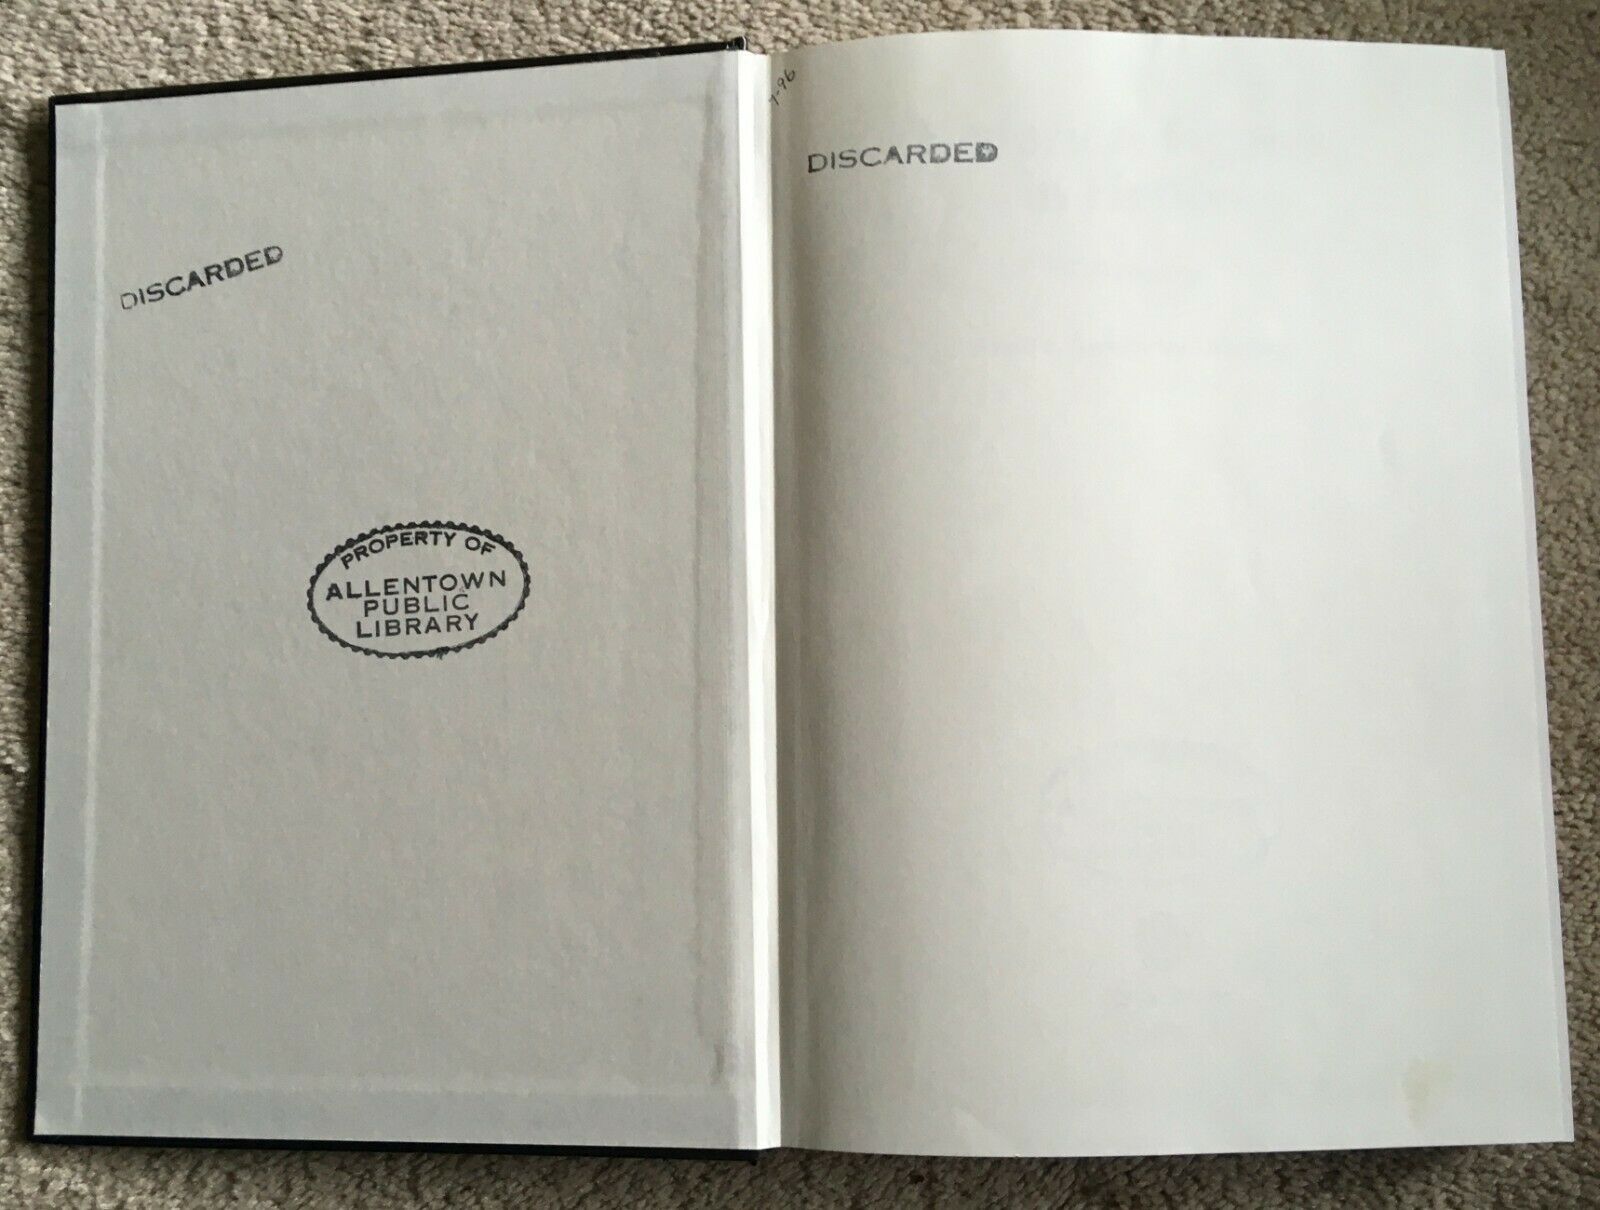 DISCARDED
PROPERTY OF
ALLENTOWN
PUBLIC
LIBRARY
7-96
DISCARDED